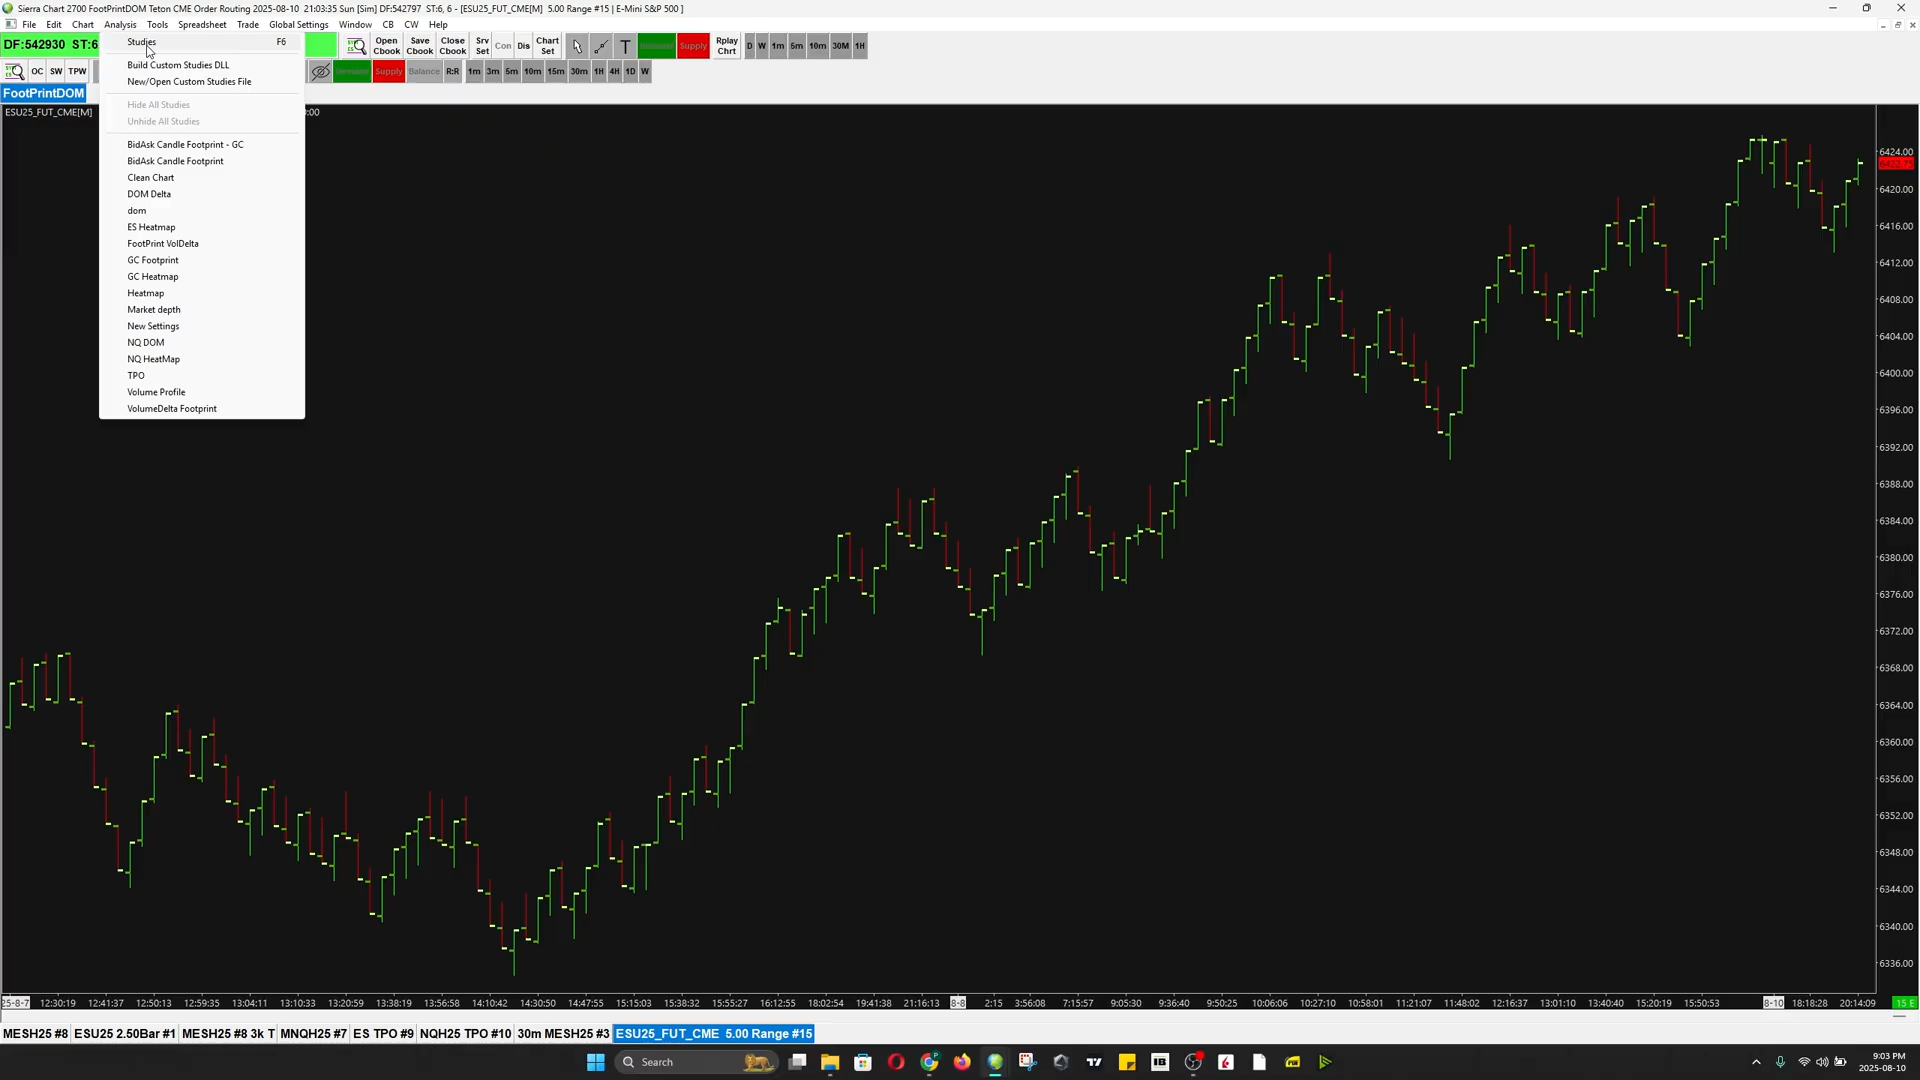 Sierra Chart 2700 FootPrintDOM Teton CME Order Routing 2025-08-10  21:03:35 Sun [Sim] DF:542797  ST:6, 6 - [ESU25_FUT_CME[M]  5.00 Range #15 | E-Mini S&P 500 ]
File Edit Chart Analysis Tools Spreadsheet Trade Global Settings Window CB CW Help
DF:542930 ST:6
Open Cbook Save Cbook Close Cbook Srv Set Con Dis Chart Set T Supply Rplay Chrt D W 1m 5m 10m 30M 1H
OC SW TPW Demand Supply Balance R:R 1m 3m 5m 10m 15m 30m 1H 4H 1D W
FootPrintDOM
ESU25_FUT_CME[M]
:00
Studies F6
Build Custom Studies DLL
New/Open Custom Studies File
Hide All Studies
Unhide All Studies
BidAsk Candle Footprint - GC
BidAsk Candle Footprint
Clean Chart
DOM Delta
dom
ES Heatmap
FootPrint VolDelta
GC Footprint
GC Heatmap
Heatmap
Market depth
New Settings
NQ DOM
NQ HeatMap
TPO
Volume Profile
VolumeDelta Footprint
6424.00
6422.75
6420.00
6416.00
6412.00
6408.00
6404.00
6400.00
6396.00
6392.00
6388.00
6384.00
6380.00
6376.00
6372.00
6368.00
6364.00
6360.00
6356.00
6352.00
6348.00
6344.00
6340.00
6336.00
25-8-7 12:30:19 12:41:37 12:50:13 12:59:35 13:04:11 13:10:33 13:20:59 13:38:19 13:56:58 14:10:42 14:30:50 14:47:55 15:15:03 15:38:32 15:55:27 16:12:55 18:02:54 19:41:38 21:16:13 8-8 2:15 3:56:08 7:15:57 9:05:30 9:36:40 9:50:25 10:06:06 10:27:10 10:58:01 11:21:07 11:48:02 12:16:37 13:01:10 13:40:40 15:20:19 15:50:53 8-10 18:18:28 20:14:09 15 E
MESH25 #8 ESU25 2.50Bar #1 MESH25 #8 3k T MNQH25 #7 ES TPO #9 NQH25 TPO #10 30m MESH25 #3 ESU25_FUT_CME  5.00 Range #15
Search
9:03 PM
2025-08-10